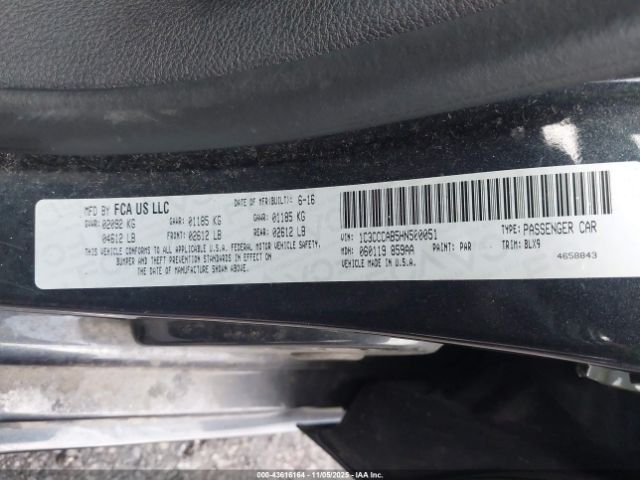 MFD BY FCA US LLC DATE OF MFR(BUILT): 6-16
GVWR: 02092 KG GAWR: 01185 KG GAWR: 01185 KG
04612 LB FRONT: 02612 LB REAR: 02612 LB
THIS VEHICLE CONFORMS TO ALL APPLICABLE U.S.A. FEDERAL MOTOR VEHICLE SAFETY,
BUMPER AND THEFT PREVENTION STANDARDS IN EFFECT ON
THE DATE OF MANUFACTURE SHOWN ABOVE.
VIN: 1C3CCCAB5HN500051 TYPE: PASSENGER CAR
MDH: 060119 859AA PAINT: PAR TRIM: BLX9
VEHICLE MADE IN U.S.A. 4658843
000-43616164 - 11/05/2025 - iaai.com